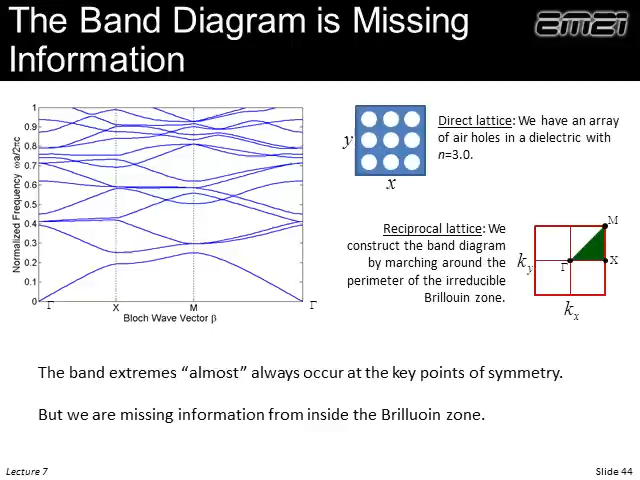 The Band Diagram is Missing
Information
EM21
1
0.9
0.8
0.7
0.6
0.5
0.4
0.3
0.2
0.1
0
Normalized Frequency ωa/2πc
Γ X M Γ
Bloch Wave Vector β
y
x
Direct lattice: We have an array
of air holes in a dielectric with
n=3.0.
Reciprocal lattice: We
construct the band diagram
by marching around the
perimeter of the irreducible
Brillouin zone.
M
k_y
Γ
X
k_x
The band extremes “almost” always occur at the key points of symmetry.
But we are missing information from inside the Brilluoin zone.
Lecture 7
Slide 44